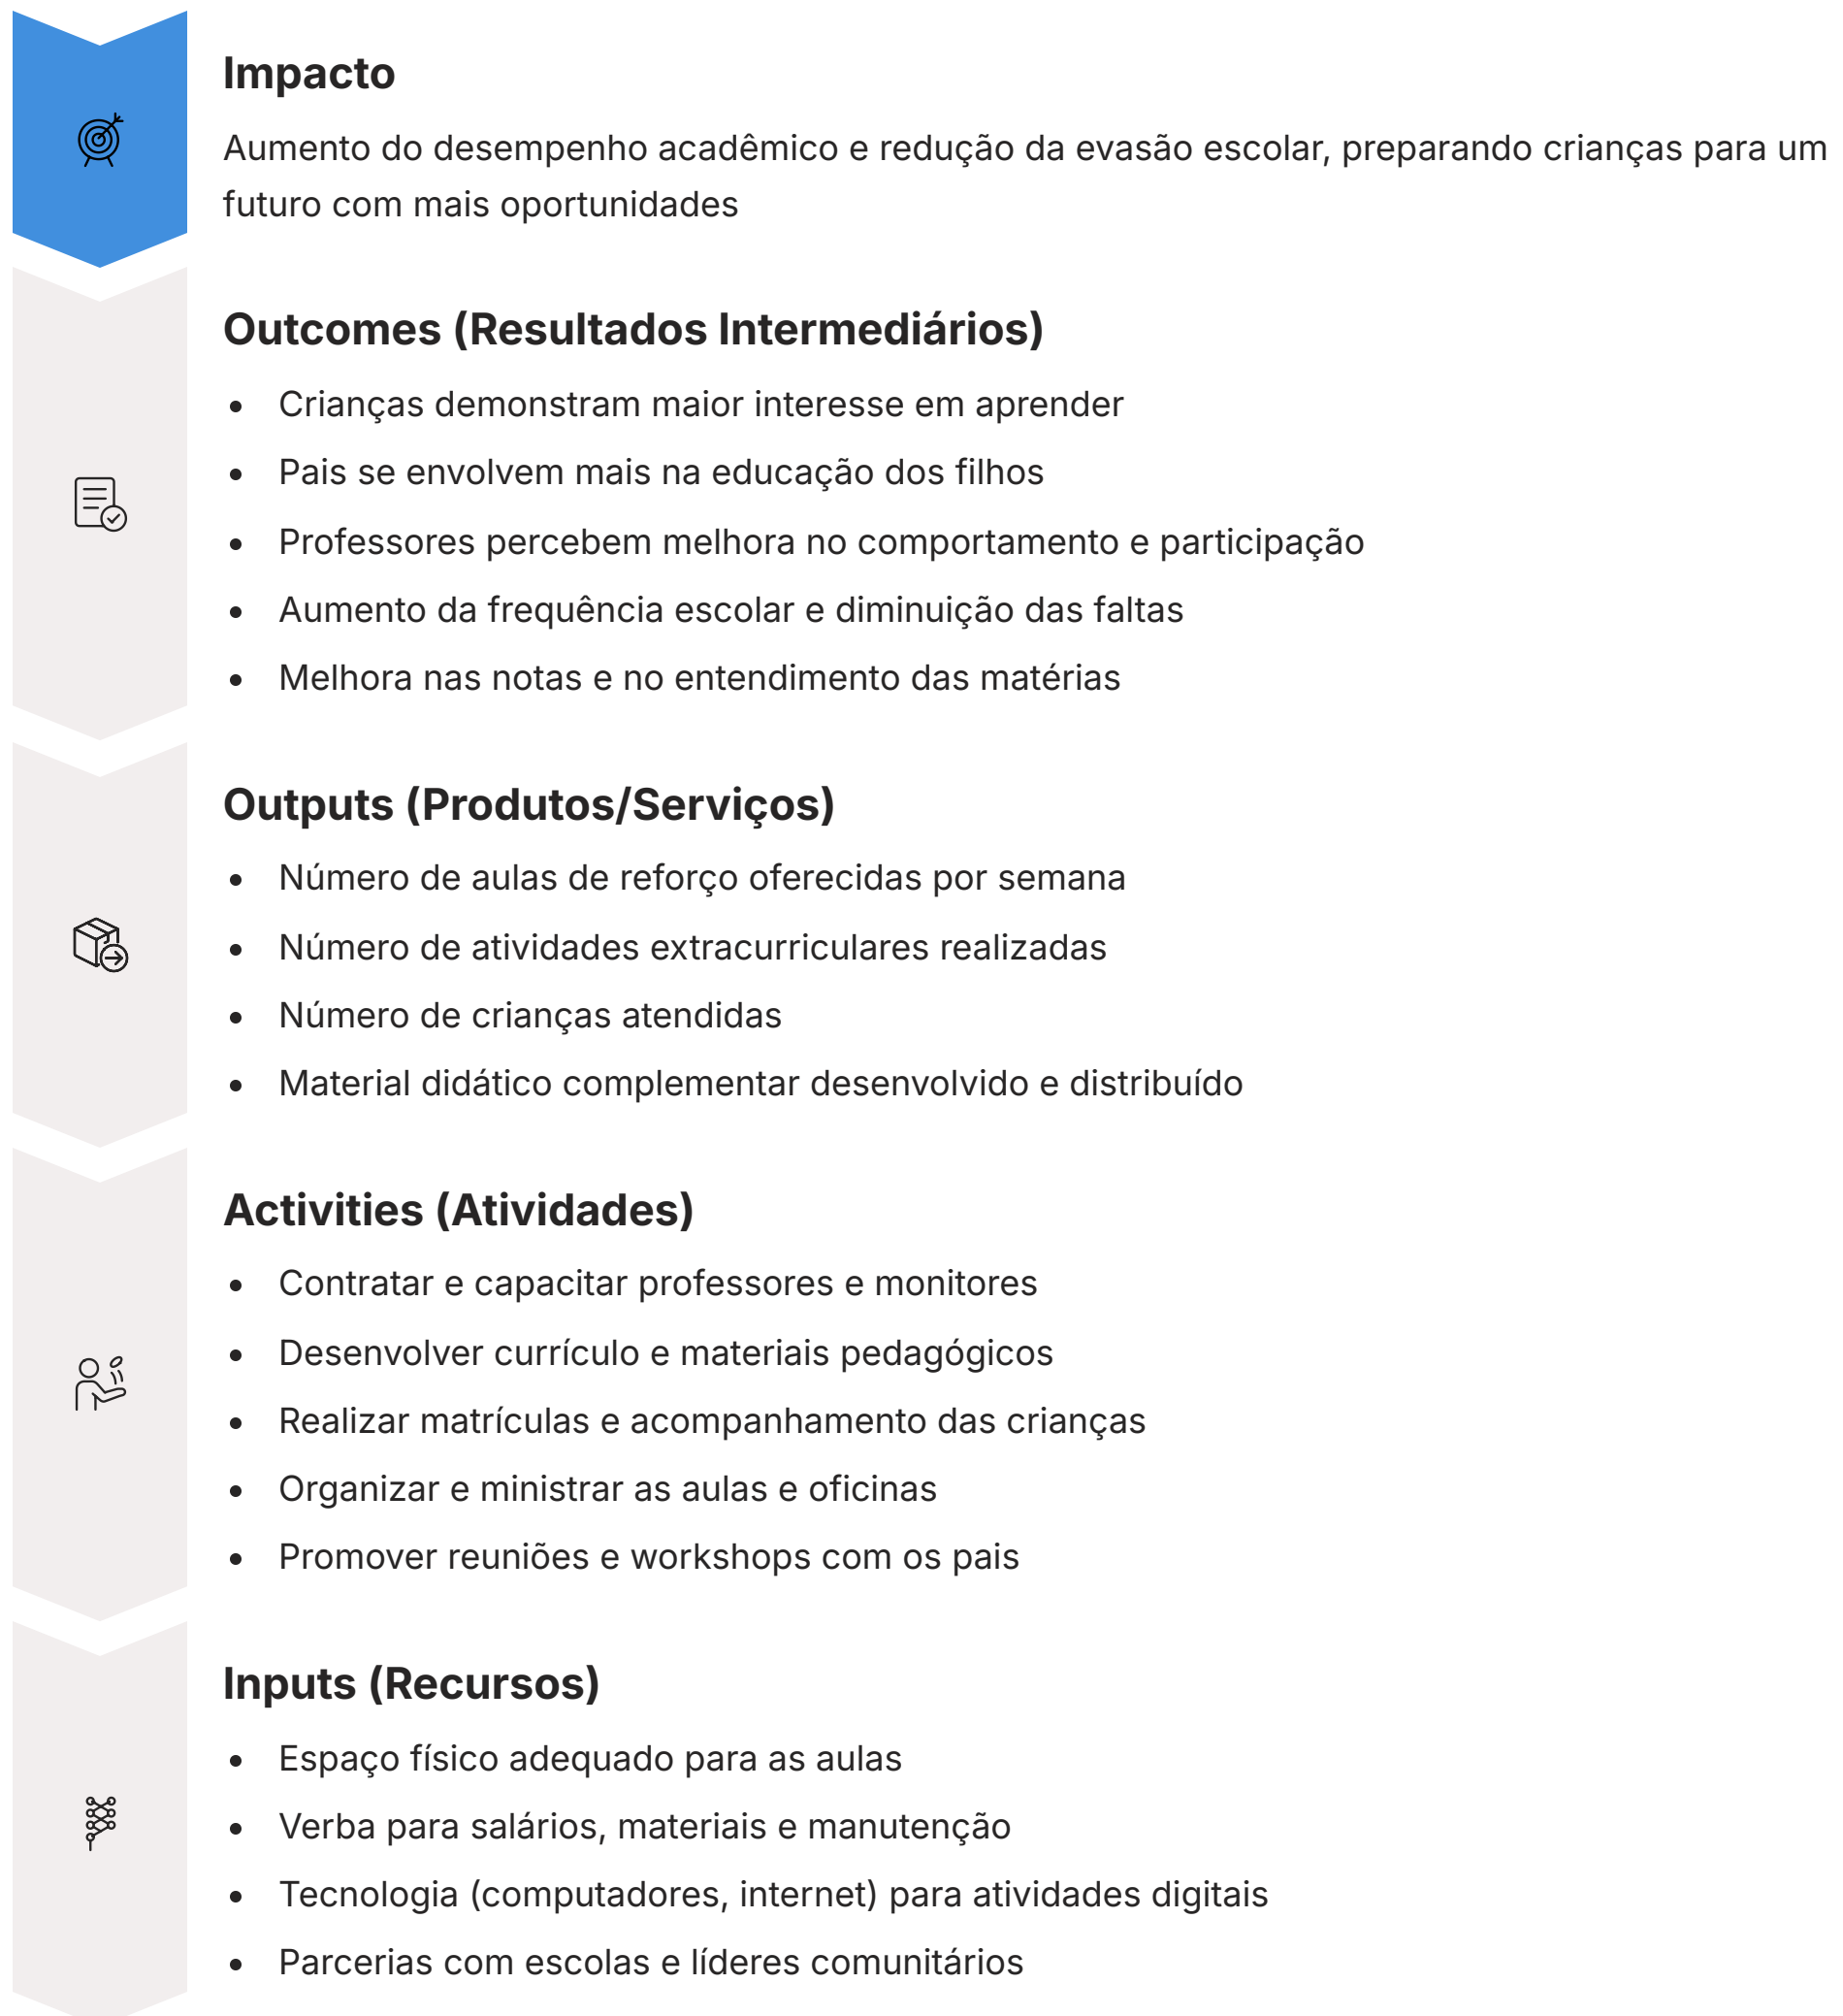 Impacto
Aumento do desempenho acadêmico e redução da evasão escolar, preparando crianças para um
futuro com mais oportunidades
Outcomes (Resultados Intermediários)
• Crianças demonstram maior interesse em aprender
• Pais se envolvem mais na educação dos filhos
• Professores percebem melhora no comportamento e participação
• Aumento da frequência escolar e diminuição das faltas
• Melhora nas notas e no entendimento das matérias
Outputs (Produtos/Serviços)
• Número de aulas de reforço oferecidas por semana
• Número de atividades extracurriculares realizadas
• Número de crianças atendidas
• Material didático complementar desenvolvido e distribuído
Activities (Atividades)
• Contratar e capacitar professores e monitores
• Desenvolver currículo e materiais pedagógicos
• Realizar matrículas e acompanhamento das crianças
• Organizar e ministrar as aulas e oficinas
• Promover reuniões e workshops com os pais
Inputs (Recursos)
• Espaço físico adequado para as aulas
• Verba para salários, materiais e manutenção
• Tecnologia (computadores, internet) para atividades digitais
• Parcerias com escolas e líderes comunitários